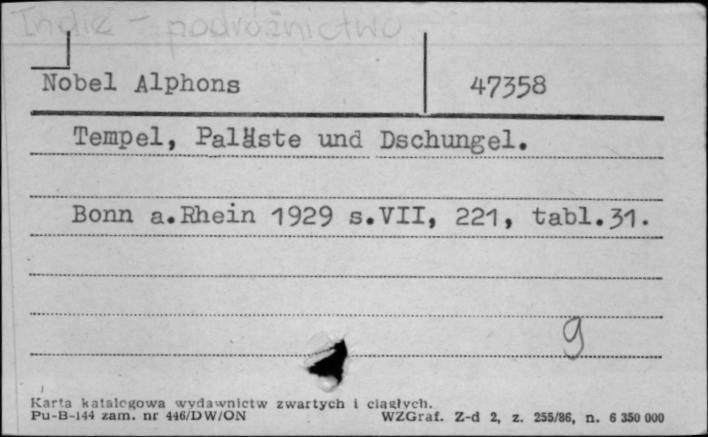 Indie - podróżnictwo
Nobel Alphons 47358
Tempel, Paläste und Dschungel.
Bonn a.Rhein 1929 s.VII, 221, tabl.31.
9
Karta katalogowa wydawnictw zwartych i ciągłych.
Pu-B-144 zam. nr 446/DW/ON WZGraf. Z-d 2, z. 255/86, n. 6 350 000